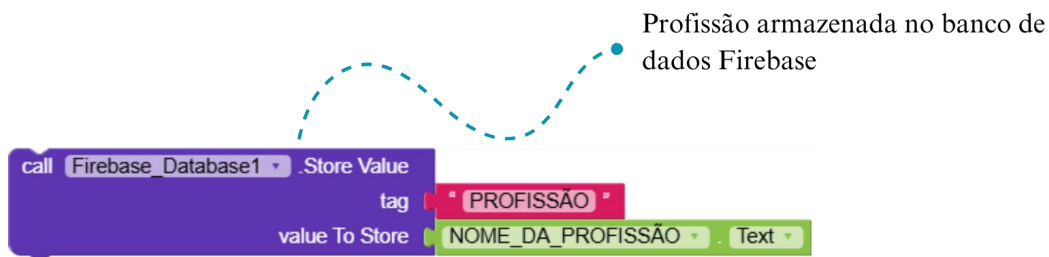 Profissão armazenada no banco de
dados Firebase
call Firebase_Database1 .Store Value
tag " PROFISSÃO "
value To Store NOME_DA_PROFISSÃO . Text